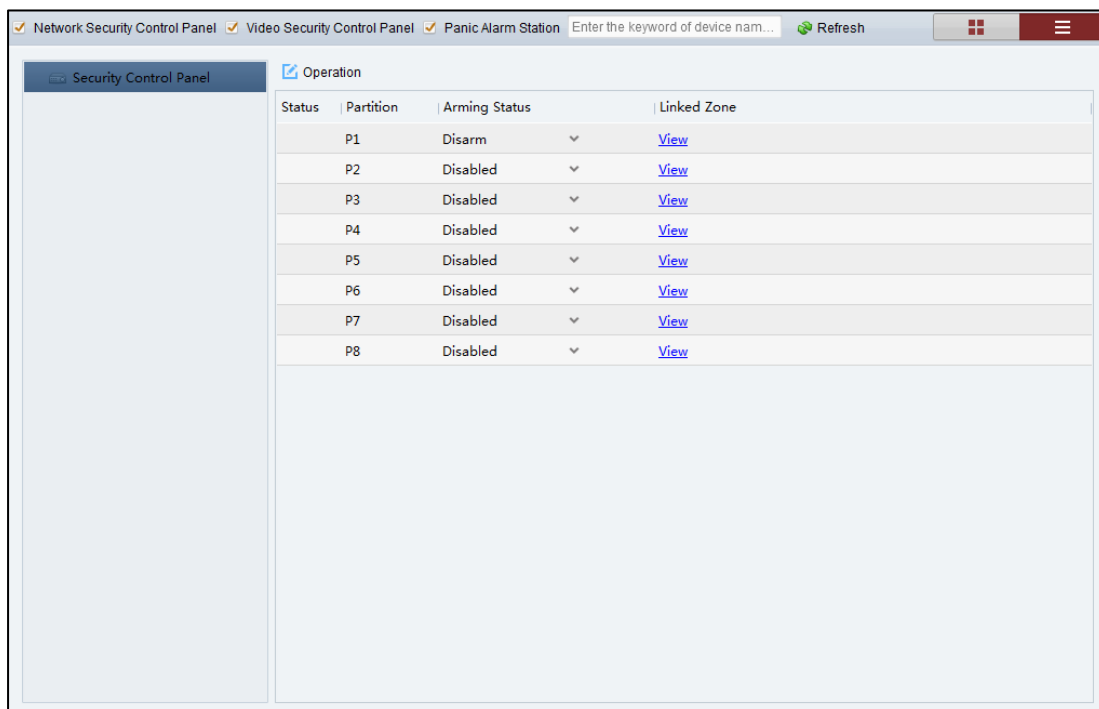 Network Security Control Panel Video Security Control Panel Panic Alarm Station Enter the keyword of device nam... Refresh
Security Control Panel
Operation
Status Partition Arming Status Linked Zone
P1 Disarm View
P2 Disabled View
P3 Disabled View
P4 Disabled View
P5 Disabled View
P6 Disabled View
P7 Disabled View
P8 Disabled View